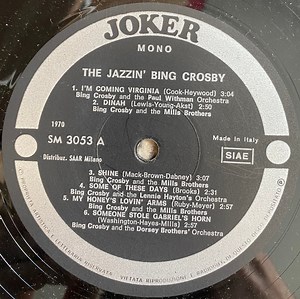 JOKER
MONO
THE JAZZIN' BING CROSBY
1. I'M COMING VIRGINIA (Cook-Heywood) 3:04
Bing Crosby and the Paul Withman Orchestra
2. DINAH (Lewis-Young-Akst) 2:50
Bing Crosby and the Mills Brothers
1970
SM 3053 A
Distribuz. SAAR Milano
Made in Italy
SIAE
3. SHINE (Mack-Brown-Dabney) 3:15
Bing Crosby and the Mills Brothers
4. SOME OF THESE DAYS (Brooks) 2:31
Bing Crosby and the Lennie Hayton's Orchestra
5. MY HONEY'S LOVIN' ARMS (Ruby-Meyer) 2:57
Bing Crosby and the Mills Brothers
6. SOMEONE STOLE GABRIEL'S HORN
(Washington-Hayes-Mills) 2:57
Bing Crosby and the Dorsey Brothers' Orchestra
VIETATA RIPRODUZIONE